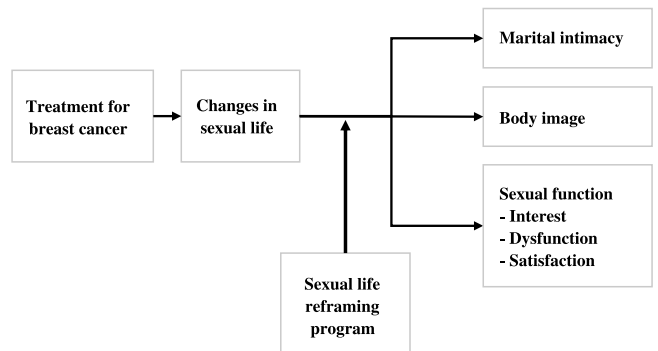 Treatment for
breast cancer
Changes in
sexual life
Marital intimacy
Body image
Sexual function
- Interest
- Dysfunction
- Satisfaction
Sexual life
reframing
program